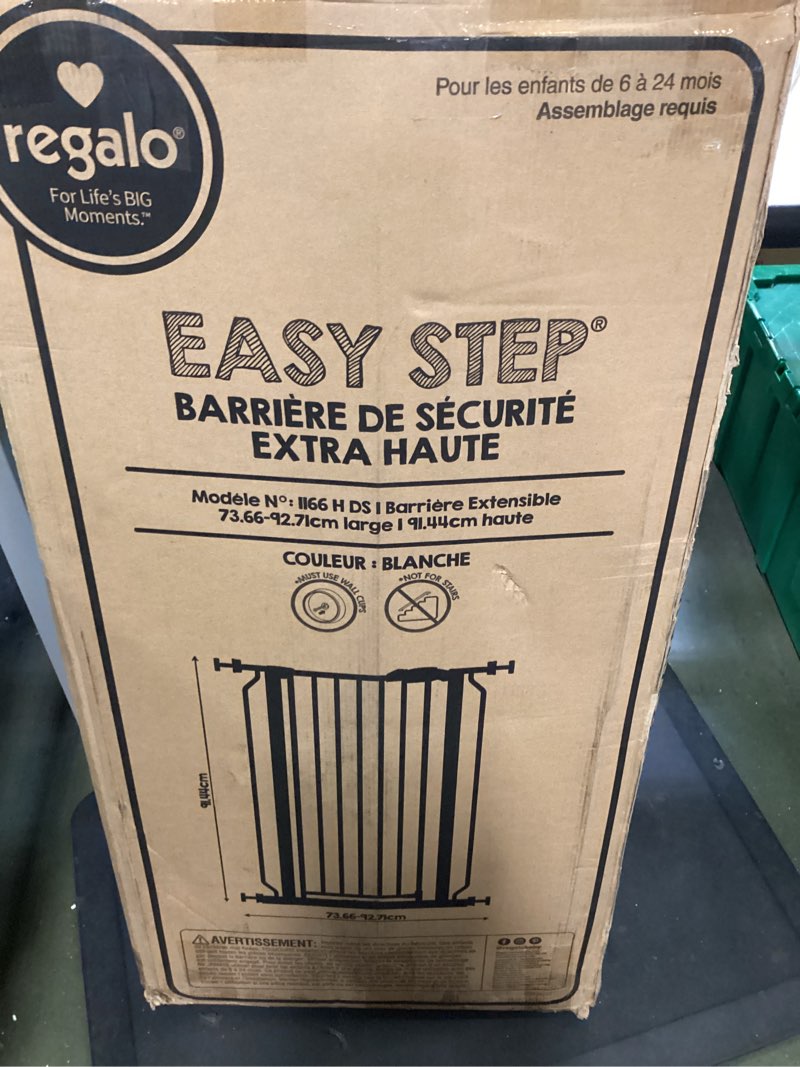 regalo®
For Life's BIG
Moments.™
Pour les enfants de 6 à 24 mois
Assemblage requis
EASY STEP®
BARRIÈRE DE SÉCURITÉ
EXTRA HAUTE
Modèle Nº: 1166 H DS | Barrière Extensible
73.66-92.71cm large | 91.44cm haute
COULEUR : BLANCHE
*MUST USE WALL CUPS
*NOT FOR STAIRS
91.44cm
73.66-92.71cm
AVERTISSEMENT: